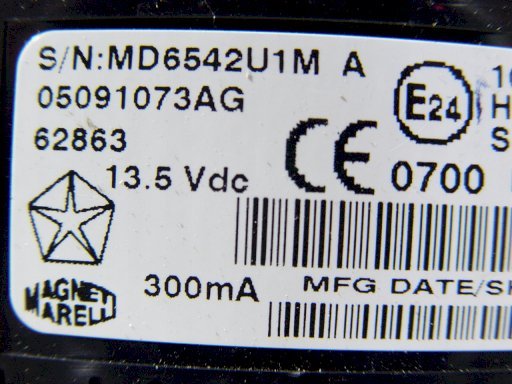 S/N:MD6542U1M A
05091073AG
E24
62863
13.5 Vdc
CE 0700
300mA
MFG DATE/S
MAGNETI
MARELLI